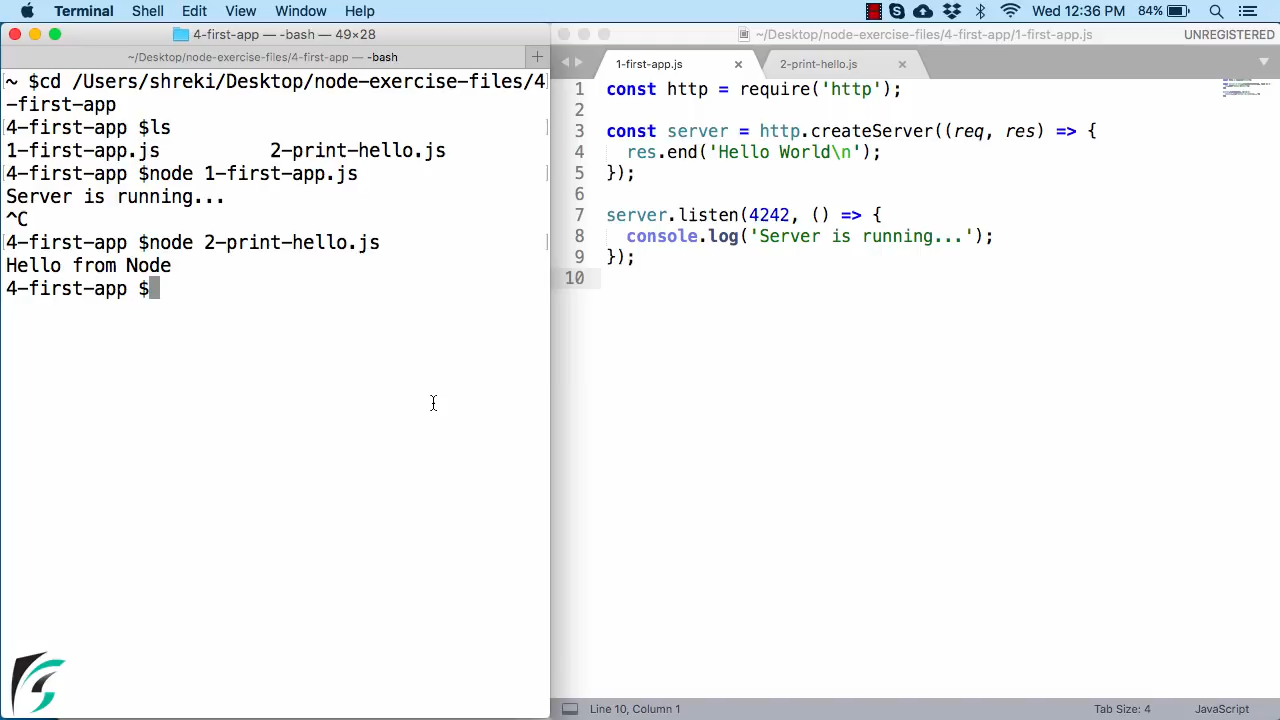 Terminal Shell Edit View Window Help Wed 12:36 PM 84%
4-first-app — -bash — 49×28
~/Desktop/node-exercise-files/4-first-app — -bash
~ $cd /Users/shreki/Desktop/node-exercise-files/4
-first-app
4-first-app $ls
1-first-app.js 2-print-hello.js
4-first-app $node 1-first-app.js
Server is running...
^C
4-first-app $node 2-print-hello.js
Hello from Node
4-first-app $
~/Desktop/node-exercise-files/4-first-app/1-first-app.js UNREGISTERED
1-first-app.js 2-print-hello.js
1 const http = require('http');
2
3 const server = http.createServer((req, res) => {
4 res.end('Hello World\n');
5 });
6
7 server.listen(4242, () => {
8 console.log('Server is running...');
9 });
10
Line 10, Column 1 Tab Size: 4 JavaScript